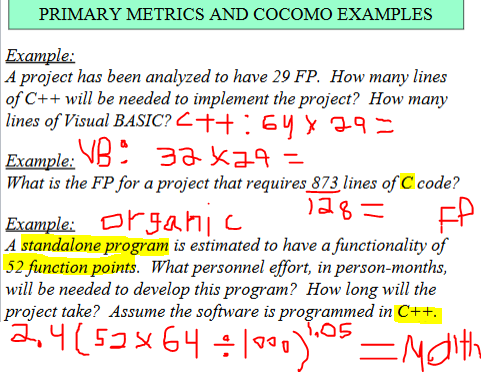 PRIMARY METRICS AND COCOMO EXAMPLES
Example:
A project has been analyzed to have 29 FP. How many lines
of C++ will be needed to implement the project? How many
lines of Visual BASIC? C++: 64 x 29 =
Example: VB: 32 x 29 =
What is the FP for a project that requires 873 lines of C code?
128 = FP
Example: organic
A standalone program is estimated to have a functionality of
52 function points. What personnel effort, in person-months,
will be needed to develop this program? How long will the
project take? Assume the software is programmed in C++.
2.4(52 x 64 ÷ 1000)^1.05 =